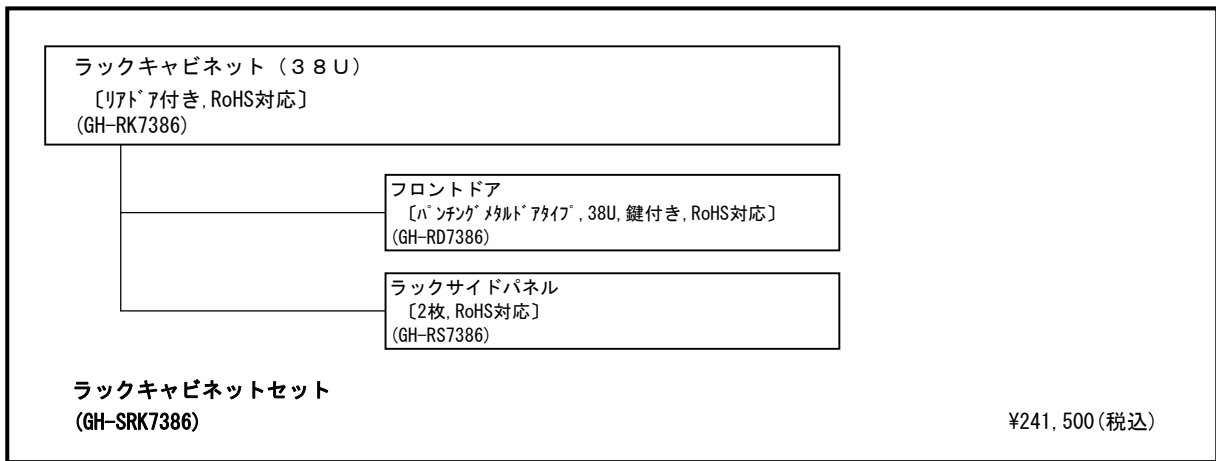 ラックキャビネット（３８Ｕ）
〔ﾘｱﾄﾞｱ付き,RoHS対応〕
(GH-RK7386)
フロントドア
〔ﾊﾟﾝﾁﾝｸﾞﾒﾀﾙﾄﾞｱﾀｲﾌﾟ,38U,鍵付き,RoHS対応〕
(GH-RD7386)
ラックサイドパネル
〔2枚,RoHS対応〕
(GH-RS7386)
ラックキャビネットセット
(GH-SRK7386) ¥241,500(税込)